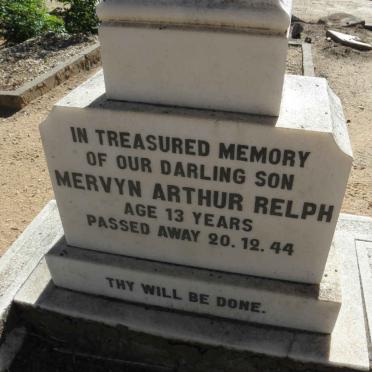 IN TREASURED MEMORY
OF OUR DARLING SON
MERVYN ARTHUR RELPH
AGE 13 YEARS
PASSED AWAY 20.12.44
THY WILL BE DONE.